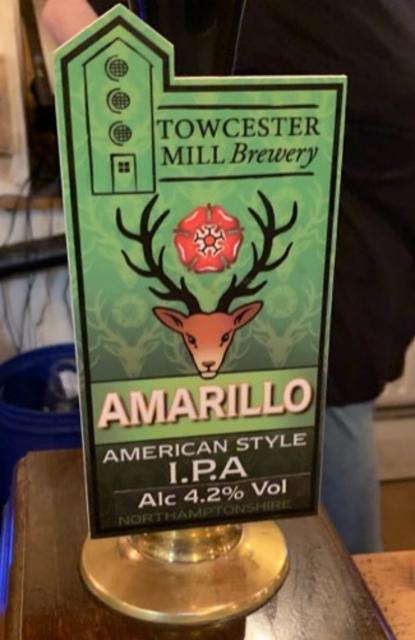 TOWCESTER
MILL Brewery
AMARILLO
AMERICAN STYLE
I.P.A
Alc 4.2% Vol
NORTHAMPTONSHIRE